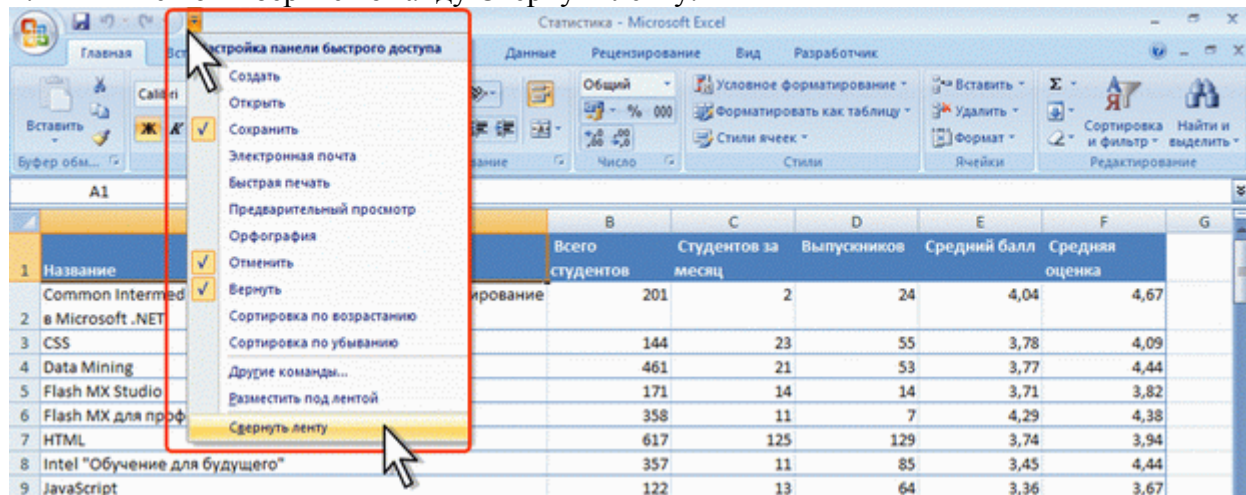 Статистика - Microsoft Excel
Главная Данные Рецензирование Вид Разработчик
Настройка панели быстрого доступа
Создать
Открыть
Сохранить
Электронная почта
Быстрая печать
Предварительный просмотр
Орфография
Отменить
Вернуть
Сортировка по возрастанию
Сортировка по убыванию
Другие команды...
Разместить под лентой
Свернуть ленту
Вставить
Calibri
Ж К
Буфер обм...
Общий
% 000
Число
Условное форматирование
Форматировать как таблицу
Стили ячеек
Стили
Вставить
Удалить
Формат
Ячейки
Σ
Сортировка и фильтр
Найти и выделить
Редактирование
A1
B C D E F G
1 Название Всего студентов Студентов за месяц Выпускников Средний балл Средняя оценка
2 Common Intermed ирование в Microsoft .NET 201 2 24 4,04 4,67
3 CSS 144 23 55 3,78 4,09
4 Data Mining 461 21 53 3,77 4,44
5 Flash MX Studio 171 14 14 3,71 3,82
6 Flash MX для проф 358 11 7 4,29 4,38
7 HTML 617 125 129 3,74 3,94
8 Intel "Обучение для будущего" 357 11 85 3,45 4,44
9 JavaScript 122 13 64 3,36 3,67